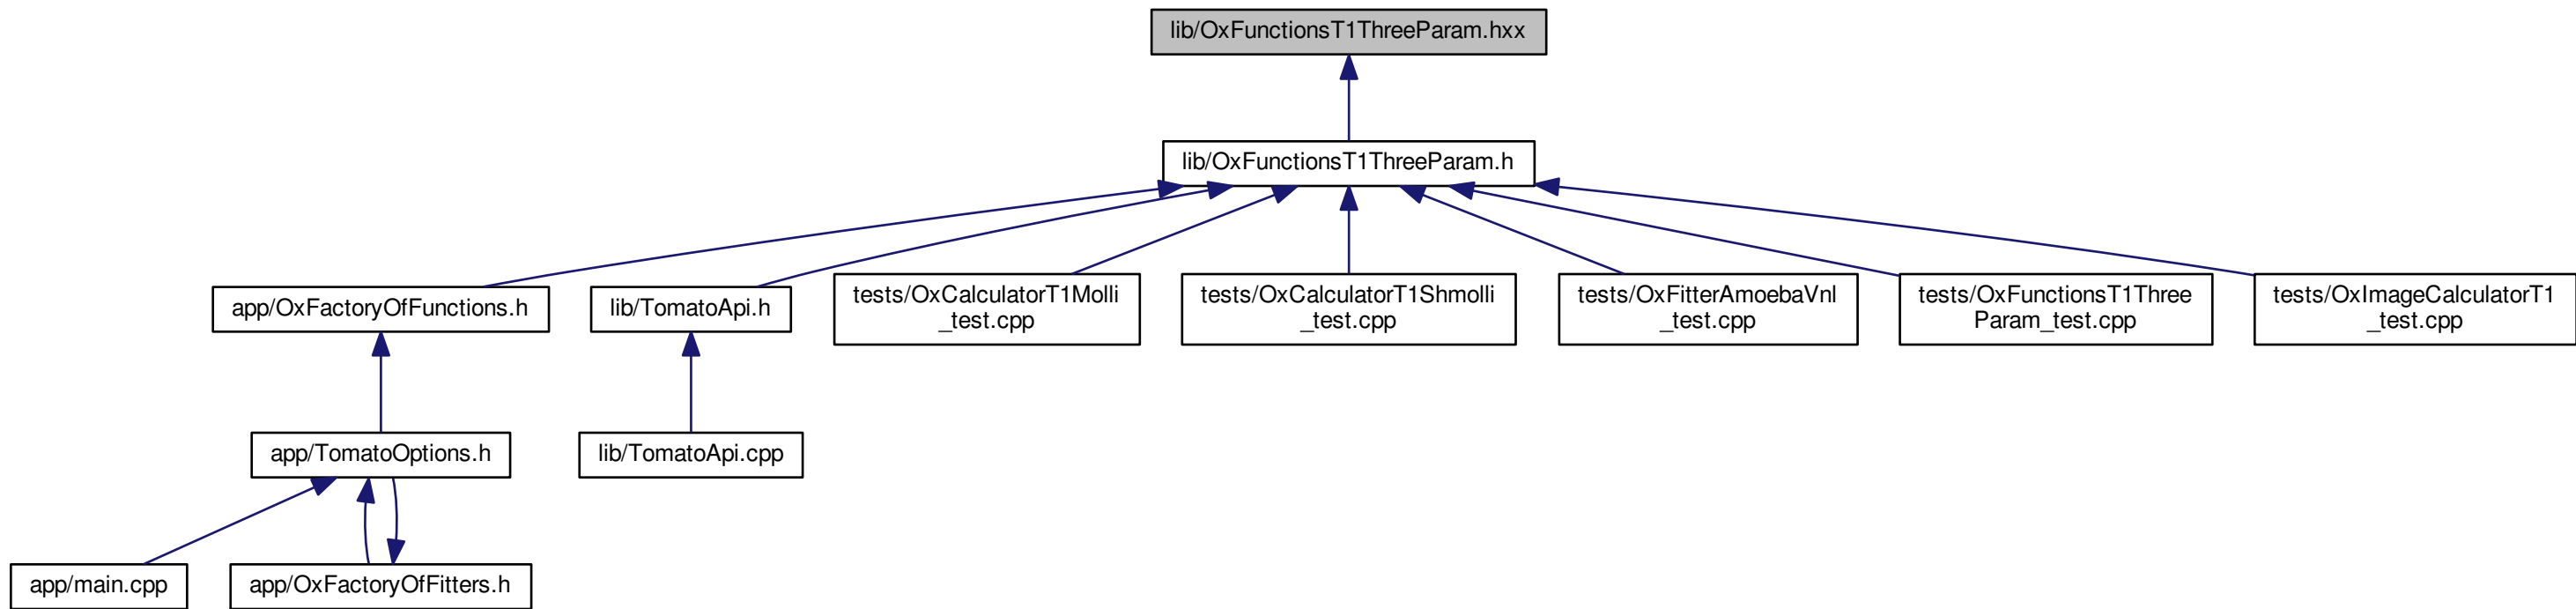 lib/OxFunctionsT1ThreeParam.hxx
lib/OxFunctionsT1ThreeParam.h
app/OxFactoryOfFunctions.h
lib/TomatoApi.h
tests/OxCalculatorT1Molli
_test.cpp
tests/OxCalculatorT1Shmolli
_test.cpp
tests/OxFitterAmoebaVnl
_test.cpp
tests/OxFunctionsT1Three
Param_test.cpp
tests/OxImageCalculatorT1
_test.cpp
app/TomatoOptions.h
lib/TomatoApi.cpp
app/main.cpp
app/OxFactoryOfFitters.h